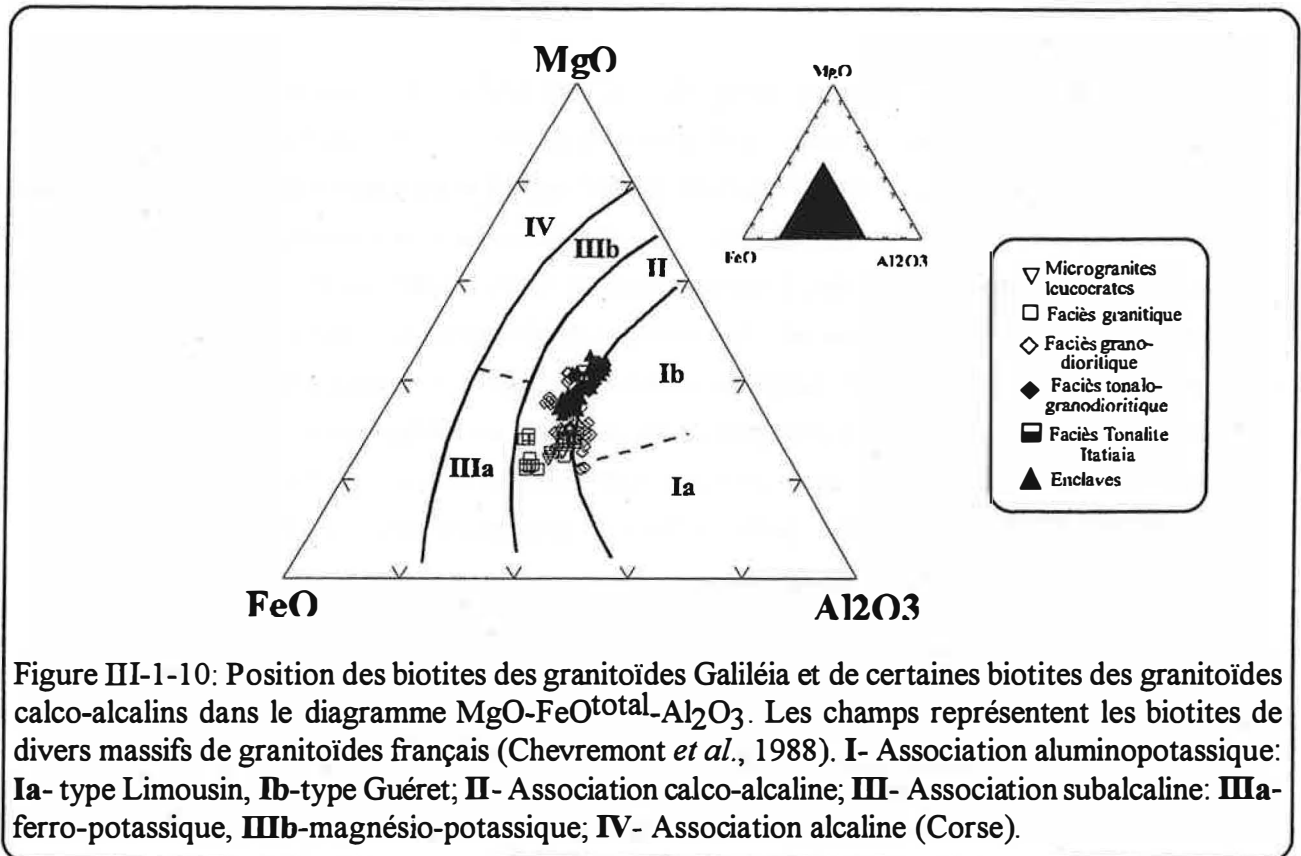 MgO
MgO
FeO
Al2O3
IV
IIIb
II
Ib
IIIa
Ia
FeO
Al2O3
Microgranites
leucocrates
Faciès granitique
Faciès grano-
dioritique
Faciès tonalo-
granodioritique
Faciès Tonalite
Itatiaia
Enclaves
Figure III-1-10: Position des biotites des granitoïdes Galiléia et de certaines biotites des granitoïdes
calco-alcalins dans le diagramme MgO-FeOtotal-Al2O3. Les champs représentent les biotites de
divers massifs de granitoïdes français (Chevremont et al., 1988). I- Association aluminopotassique:
Ia- type Limousin, Ib-type Guéret; II- Association calco-alcaline; III- Association subalcaline: IIIa-
ferro-potassique, IIIb-magnésio-potassique; IV- Association alcaline (Corse).